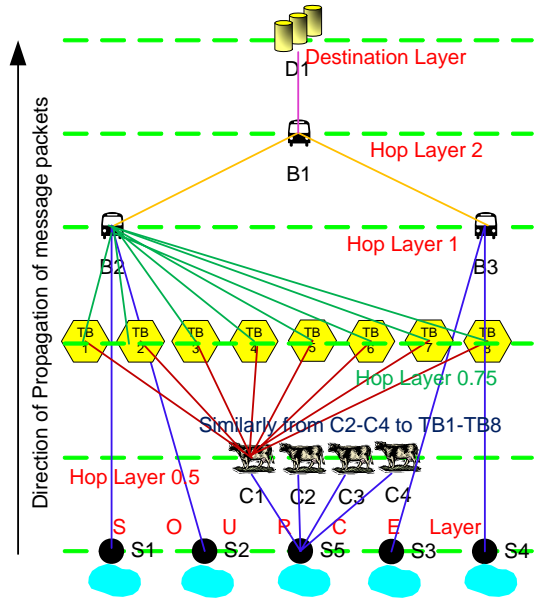 D1
Destination Layer
Hop Layer 2
B1
Hop Layer 1
B2
B3
TB
1
TB
2
TB
3
TB
4
TB
5
TB
6
TB
7
TB
8
Hop Layer 0.75
Similarly from C2-C4 to TB1-TB8
Hop Layer 0.5
C1
C2
C3
C4
S O U R C E Layer
S1
S2
S5
S3
S4
Direction of Propagation of message packets